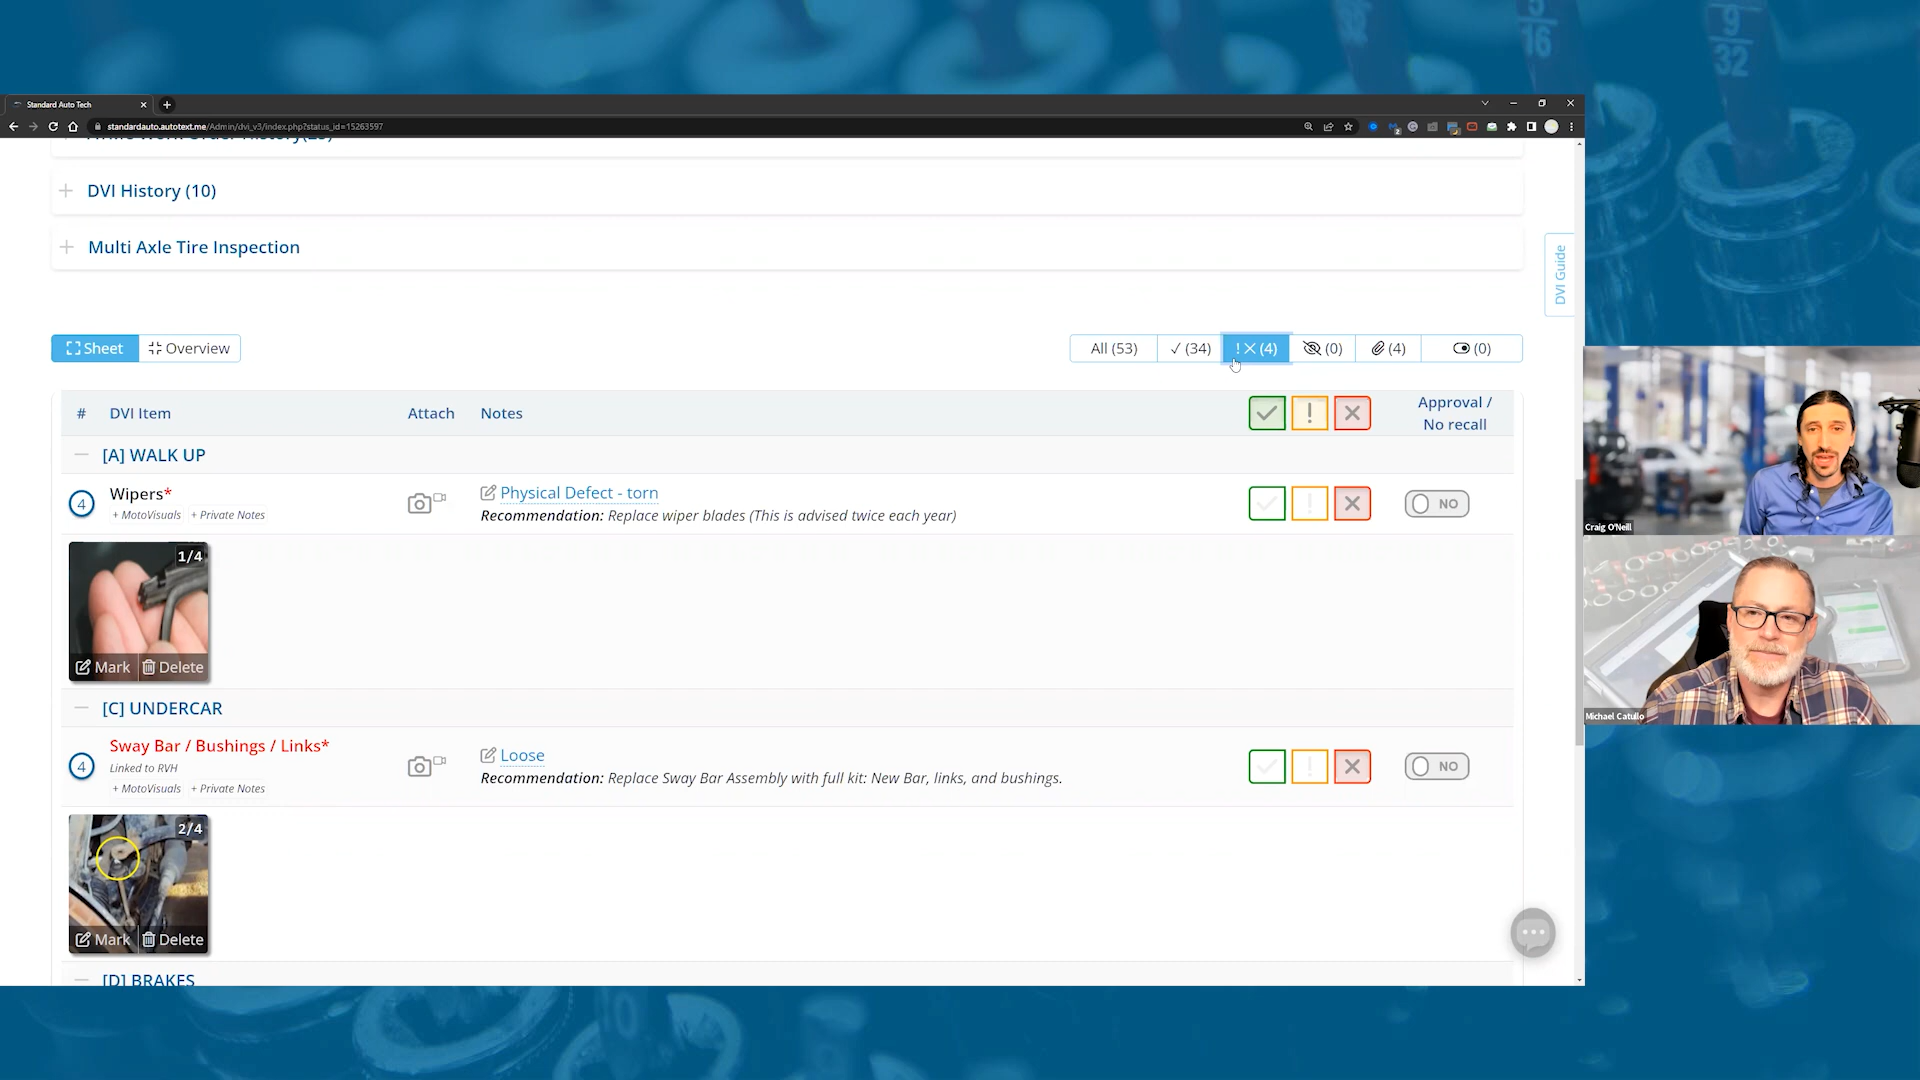 5
16
32
9
32
Standard Auto Tech
standardauto.autotext.me/Admin/dvi_v3/index.php?status_id=15263597
DVI History (10)
Multi Axle Tire Inspection
DVI Guide
Sheet
Overview
All (53)
✓ (34)
! X (4)
(0)
(4)
(0)
# DVI Item Attach Notes
Approval /
No recall
[A] WALK UP
4 Wipers*
+ MotoVisuals + Private Notes
Physical Defect - torn
Recommendation: Replace wiper blades (This is advised twice each year)
NO
1/4
Mark Delete
[C] UNDERCAR
4 Sway Bar / Bushings / Links*
Linked to RVH
+ MotoVisuals + Private Notes
Loose
Recommendation: Replace Sway Bar Assembly with full kit: New Bar, links, and bushings.
NO
2/4
Mark Delete
[D] BRAKES
Craig O'Neill
Michael Catullo